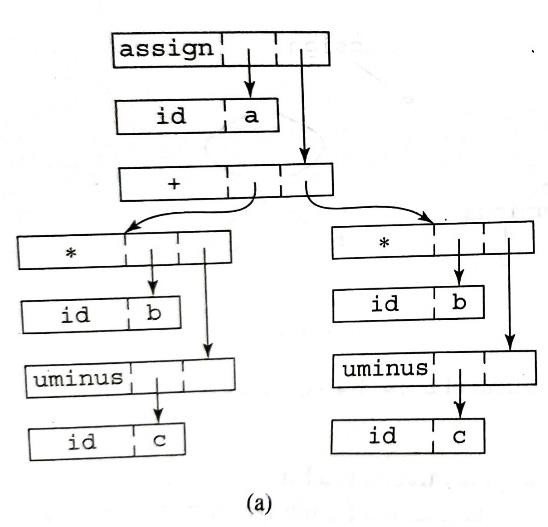 assign
id a
+
*
*
id b
id b
uminus
uminus
id c
id c
(a)